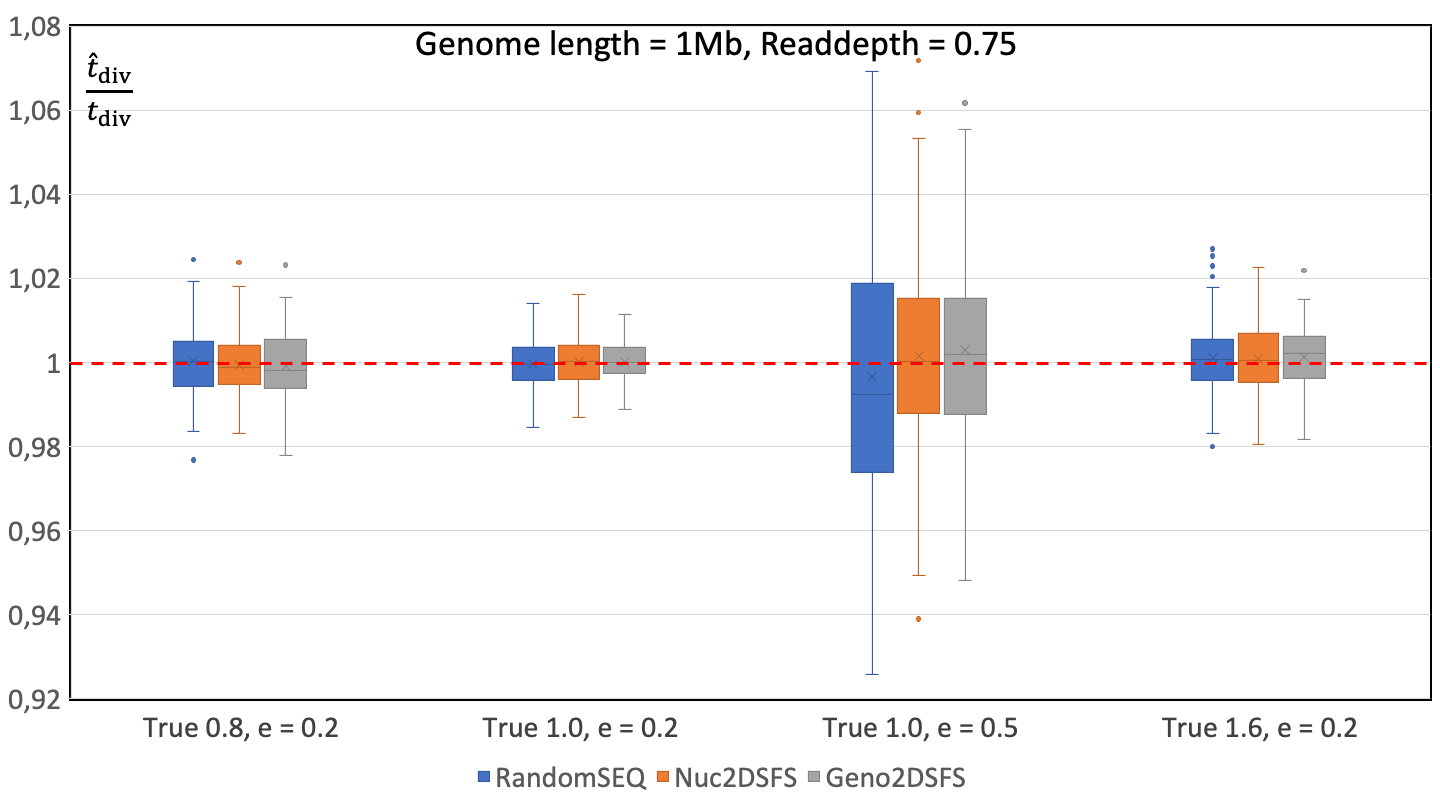 Genome length = 1Mb, Readdepth = 0.75
t̂div
tdiv
1,08
1,06
1,04
1,02
1
0,98
0,96
0,94
0,92
True 0.8, e = 0.2
True 1.0, e = 0.2
True 1.0, e = 0.5
True 1.6, e = 0.2
RandomSEQ Nuc2DSFS Geno2DSFS